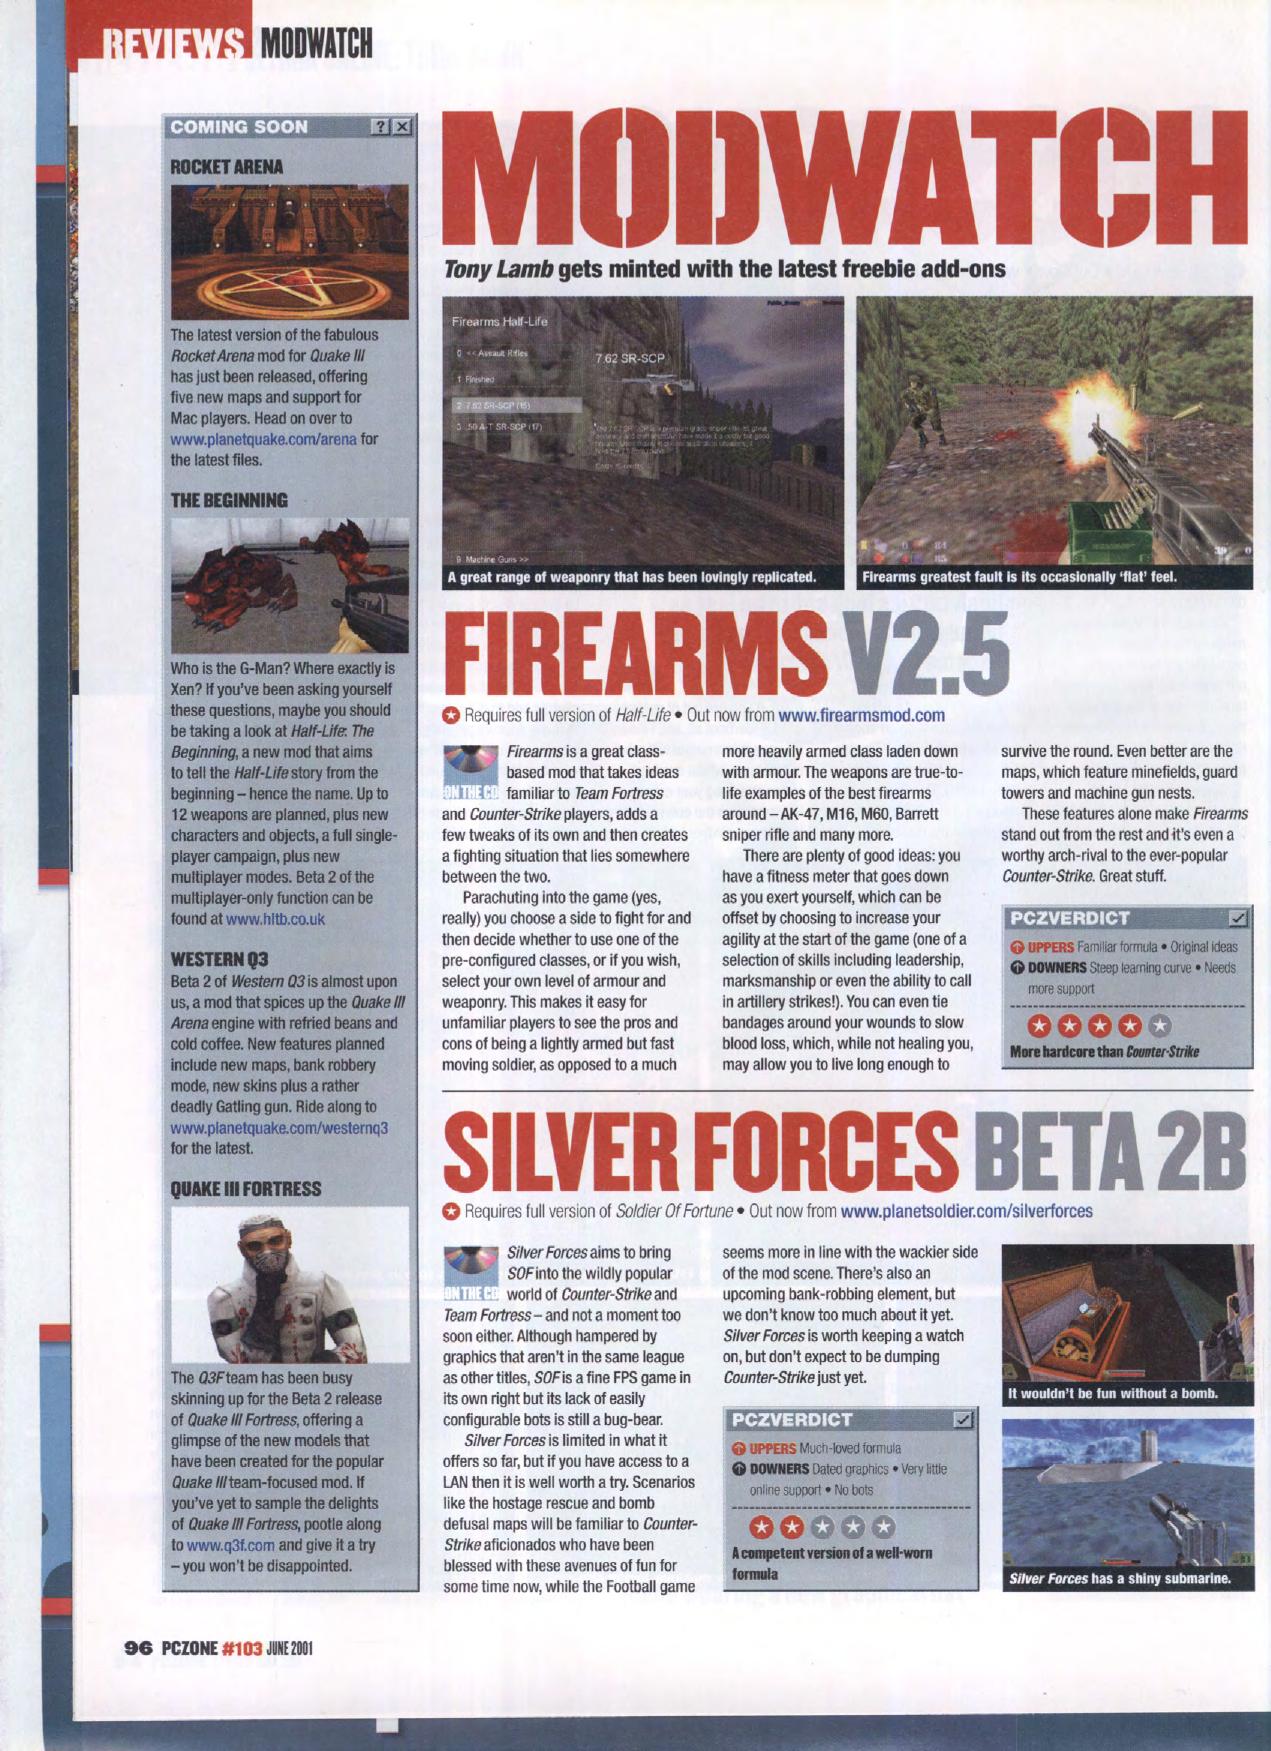 REVIEWS MODWATCH
COMING SOON
ROCKET ARENA
The latest version of the fabulous
Rocket Arena mod for Quake III
has just been released, offering
five new maps and support for
Mac players. Head on over to
www.planetquake.com/arena for
the latest files.
THE BEGINNING
Who is the G-Man? Where exactly is
Xen? If you've been asking yourself
these questions, maybe you should
be taking a look at Half-Life: The
Beginning, a new mod that aims
to tell the Half-Life story from the
beginning – hence the name. Up to
12 weapons are planned, plus new
characters and objects, a full single-
player campaign, plus new
multiplayer modes. Beta 2 of the
multiplayer-only function can be
found at www.hltb.co.uk
WESTERN Q3
Beta 2 of Western Q3 is almost upon
us, a mod that spices up the Quake III
Arena engine with refried beans and
cold coffee. New features planned
include new maps, bank robbery
mode, new skins plus a rather
deadly Gatling gun. Ride along to
www.planetquake.com/westernq3
for the latest.
QUAKE III FORTRESS
The Q3F team has been busy
skinning up for the Beta 2 release
of Quake III Fortress, offering a
glimpse of the new models that
have been created for the popular
Quake III team-focused mod. If
you've yet to sample the delights
of Quake III Fortress, pootle along
to www.q3f.com and give it a try
– you won't be disappointed.
MODWATCH
Tony Lamb gets minted with the latest freebie add-ons
Firearms Half-Life
0 << Assault Rifles
1 Finished
2 7.62 SR-SCP (15)
3 .50 A-T SR-SCP (17)
9 Machine Guns >>
7.62 SR-SCP
A great range of weaponry that has been lovingly replicated.
Firearms greatest fault is its occasionally 'flat' feel.
FIREARMS V2.5
Requires full version of Half-Life • Out now from www.firearmsmod.com
ON THE CD
Firearms is a great class-
based mod that takes ideas
familiar to Team Fortress
and Counter-Strike players, adds a
few tweaks of its own and then creates
a fighting situation that lies somewhere
between the two.
Parachuting into the game (yes,
really) you choose a side to fight for and
then decide whether to use one of the
pre-configured classes, or if you wish,
select your own level of armour and
weaponry. This makes it easy for
unfamiliar players to see the pros and
cons of being a lightly armed but fast
moving soldier, as opposed to a much
more heavily armed class laden down
with armour. The weapons are true-to-
life examples of the best firearms
around – AK-47, M16, M60, Barrett
sniper rifle and many more.
There are plenty of good ideas: you
have a fitness meter that goes down
as you exert yourself, which can be
offset by choosing to increase your
agility at the start of the game (one of a
selection of skills including leadership,
marksmanship or even the ability to call
in artillery strikes!). You can even tie
bandages around your wounds to slow
blood loss, which, while not healing you,
may allow you to live long enough to
survive the round. Even better are the
maps, which feature minefields, guard
towers and machine gun nests.
These features alone make Firearms
stand out from the rest and it's even a
worthy arch-rival to the ever-popular
Counter-Strike. Great stuff.
PCZVERDICT
UPPERS Familiar formula • Original ideas
DOWNERS Steep learning curve • Needs
more support
More hardcore than Counter-Strike
SILVER FORCES BETA 2B
Requires full version of Soldier Of Fortune • Out now from www.planetsoldier.com/silverforces
ON THE CD
Silver Forces aims to bring
SOF into the wildly popular
world of Counter-Strike and
Team Fortress – and not a moment too
soon either. Although hampered by
graphics that aren't in the same league
as other titles, SOF is a fine FPS game in
its own right but its lack of easily
configurable bots is still a bug-bear.
Silver Forces is limited in what it
offers so far, but if you have access to a
LAN then it is well worth a try. Scenarios
like the hostage rescue and bomb
defusal maps will be familiar to Counter-
Strike aficionados who have been
blessed with these avenues of fun for
some time now, while the Football game
seems more in line with the wackier side
of the mod scene. There's also an
upcoming bank-robbing element, but
we don't know too much about it yet.
Silver Forces is worth keeping a watch
on, but don't expect to be dumping
Counter-Strike just yet.
PCZVERDICT
UPPERS Much-loved formula
DOWNERS Dated graphics • Very little
online support • No bots
A competent version of a well-worn
formula
It wouldn't be fun without a bomb.
Silver Forces has a shiny submarine.
96 PCZONE #103 JUNE 2001